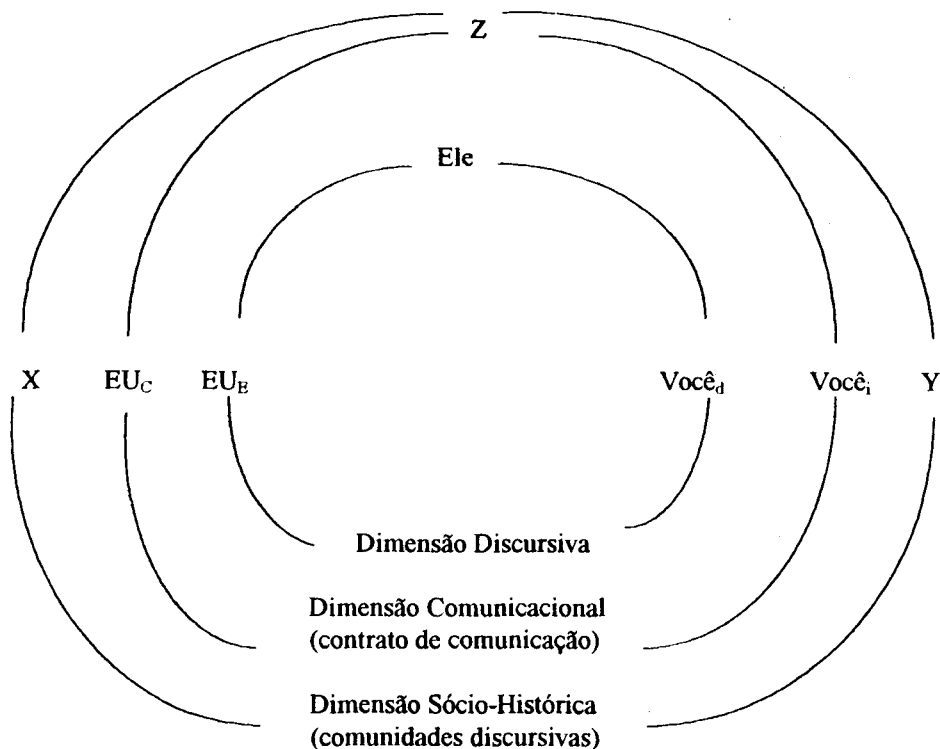 Z
Ele
X EU_C EU_E Você_d Você_i Y
Dimensão Discursiva
Dimensão Comunicacional
(contrato de comunicação)
Dimensão Sócio-Histórica
(comunidades discursivas)